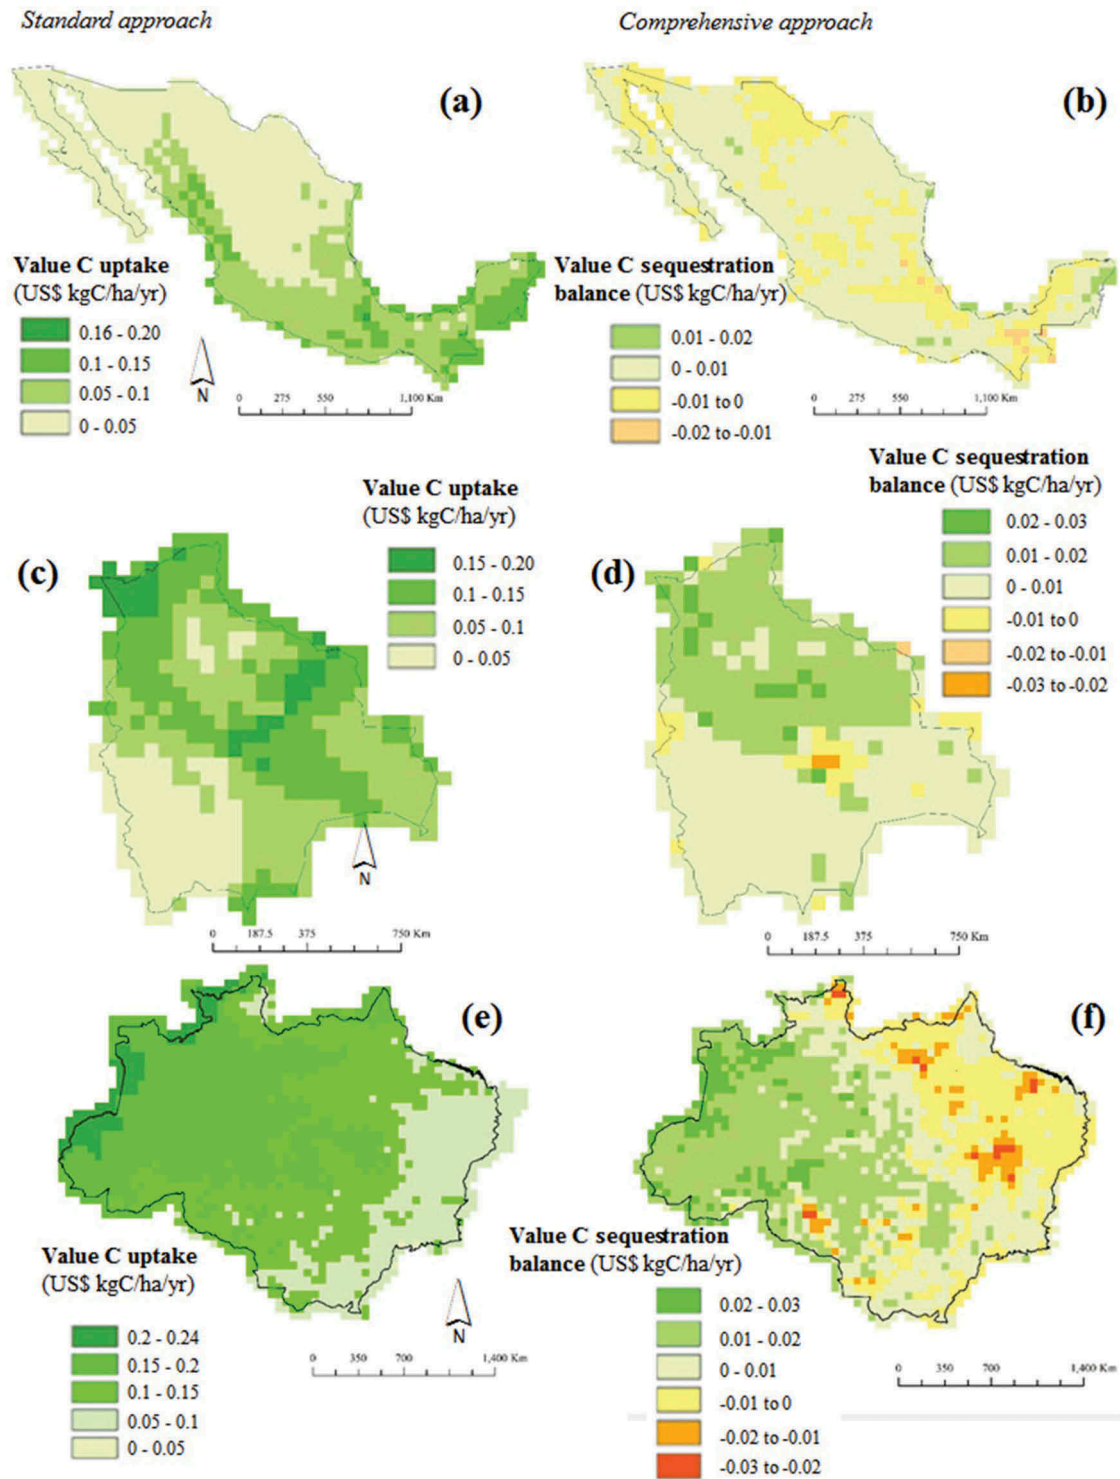 Standard approach
Comprehensive approach
(a)
(b)
Value C uptake
(US$ kgC/ha/yr)
0.16 - 0.20
0.1 - 0.15
0.05 - 0.1
0 - 0.05
N
0 275 550 1,100 Km
Value C sequestration
balance (US$ kgC/ha/yr)
0.01 - 0.02
0 - 0.01
-0.01 to 0
-0.02 to -0.01
0 275 550 1,100 Km
(c)
Value C uptake
(US$ kgC/ha/yr)
0.15 - 0.20
0.1 - 0.15
0.05 - 0.1
0 - 0.05
N
0 187.5 375 750 Km
(d)
Value C sequestration
balance (US$ kgC/ha/yr)
0.02 - 0.03
0.01 - 0.02
0 - 0.01
-0.01 to 0
-0.02 to -0.01
-0.03 to -0.02
0 187.5 375 750 Km
(e)
Value C uptake
(US$ kgC/ha/yr)
0.2 - 0.24
0.15 - 0.2
0.1 - 0.15
0.05 - 0.1
0 - 0.05
N
0 350 700 1,400 Km
(f)
Value C sequestration
balance (US$ kgC/ha/yr)
0.02 - 0.03
0.01 - 0.02
0 - 0.01
-0.01 to 0
-0.02 to -0.01
-0.03 to -0.02
0 350 700 1,400 Km